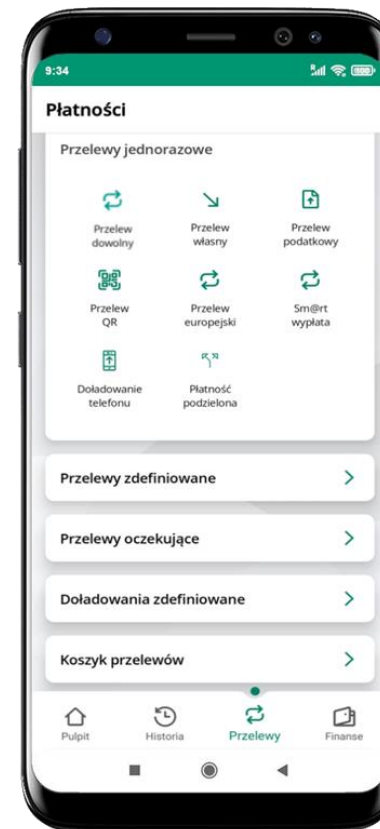 9:34
R
100
Płatności
Przelewy jednorazowe
Przelew
dowolny
Przelew
własny
Przelew
podatkowy
Przelew
QR
Przelew
europejski
Sm@rt
wypłata
Doładowanie
telefonu
Płatność
podzielona
Przelewy zdefiniowane
Przelewy oczekujące
Doładowania zdefiniowane
Koszyk przelewów
Pulpit
Historia
Przelewy
Finanse